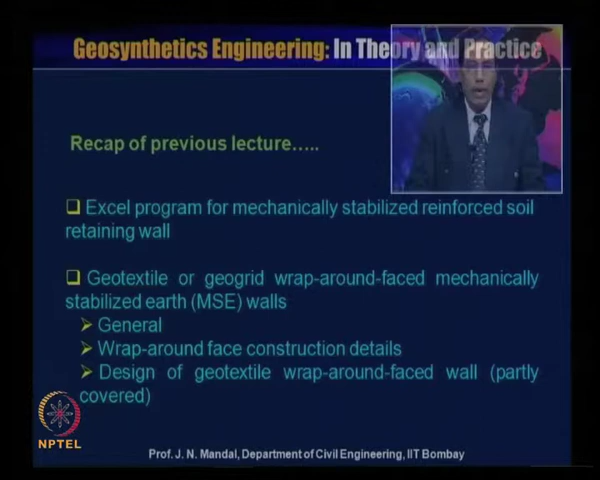 Geosynthetics Engineering: In Theory and Practice
Recap of previous lecture.....
Excel program for mechanically stabilized reinforced soil
retaining wall
Geotextile or geogrid wrap-around-faced mechanically
stabilized earth (MSE) walls
General
Wrap-around face construction details
Design of geotextile wrap-around-faced wall (partly
covered)
NPTEL
Prof. J. N. Mandal, Department of Civil Engineering, IIT Bombay